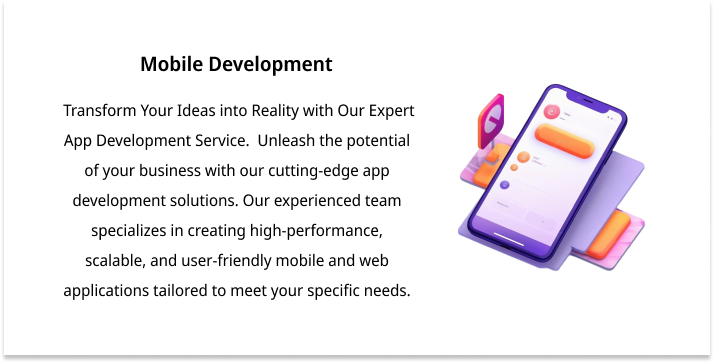 Mobile Development
Transform Your Ideas into Reality with Our Expert
App Development Service.  Unleash the potential
of your business with our cutting-edge app
development solutions. Our experienced team
specializes in creating high-performance,
scalable, and user-friendly mobile and web
applications tailored to meet your specific needs.